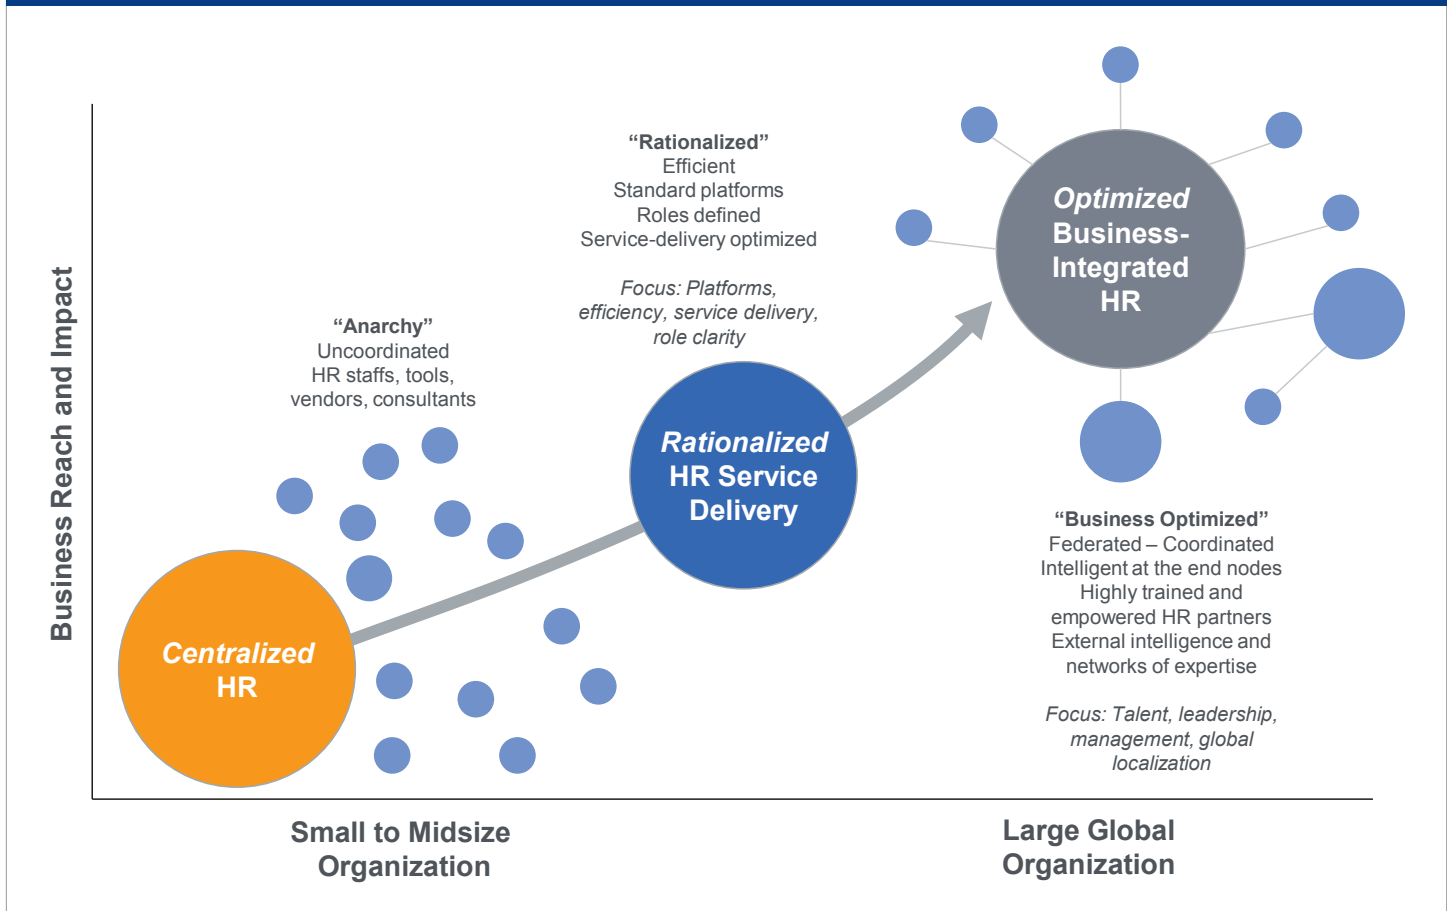 Business Reach and Impact
“Anarchy”
Uncoordinated
HR staffs, tools,
vendors, consultants
Centralized
HR
“Rationalized”
Efficient
Standard platforms
Roles defined
Service-delivery optimized
Focus: Platforms,
efficiency, service delivery,
role clarity
Rationalized
HR Service
Delivery
Optimized
Business-
Integrated
HR
“Business Optimized”
Federated – Coordinated
Intelligent at the end nodes
Highly trained and
empowered HR partners
External intelligence and
networks of expertise
Focus: Talent, leadership,
management, global
localization
Small to Midsize
Organization
Large Global
Organization